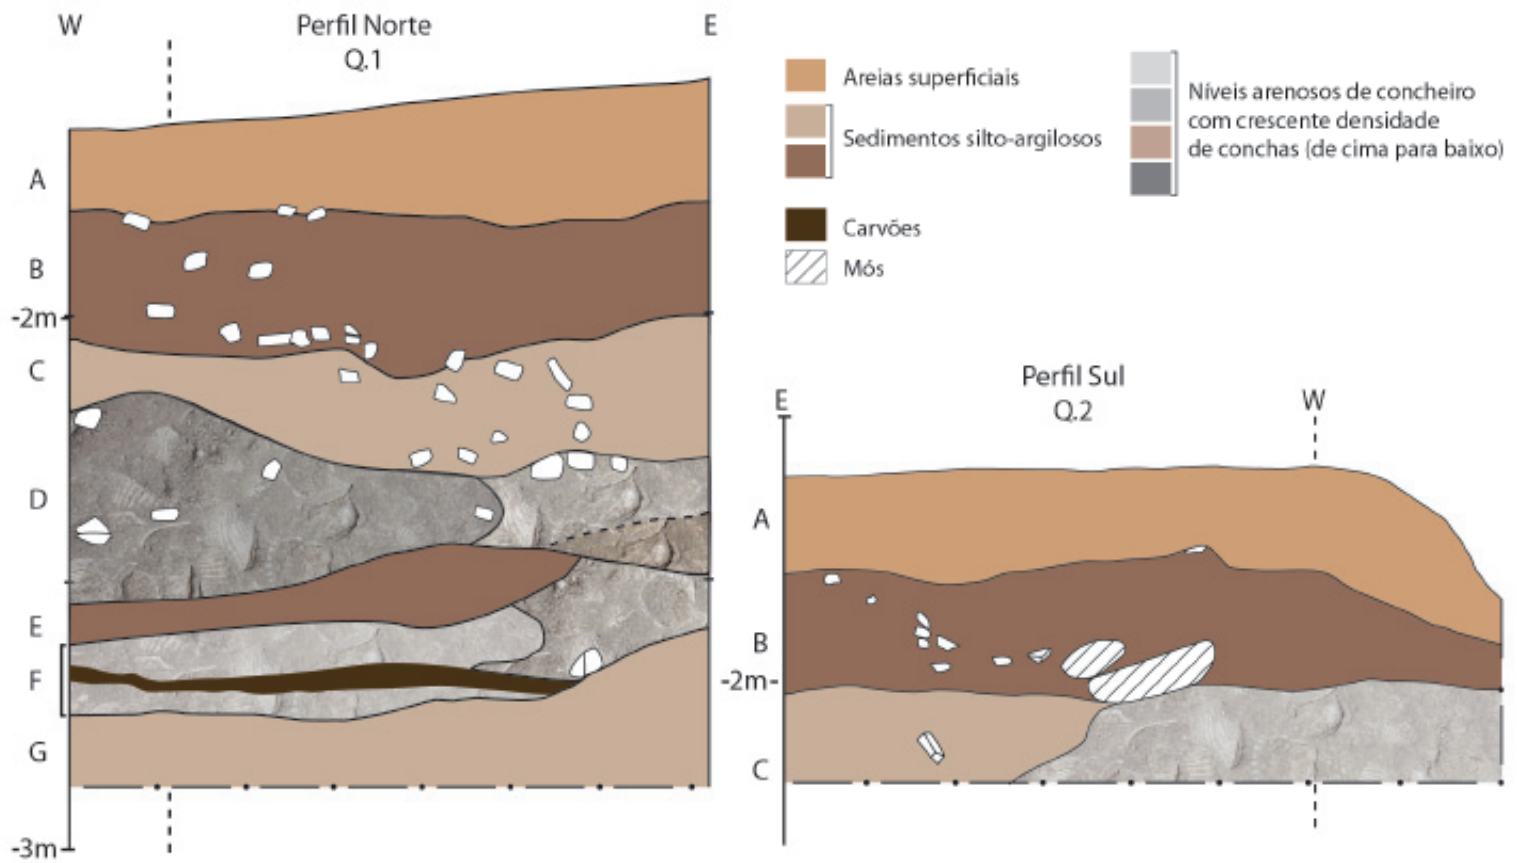 W
Perfil Norte
Q.1
E
A
B
-2m
C
D
E
F
G
-3m
Areias superficiais
Sedimentos silto-argilosos
Carvões
Mós
Níveis arenosos de concheiro
com crescente densidade
de conchas (de cima para baixo)
Perfil Sul
Q.2
E
W
A
B
-2m-
C